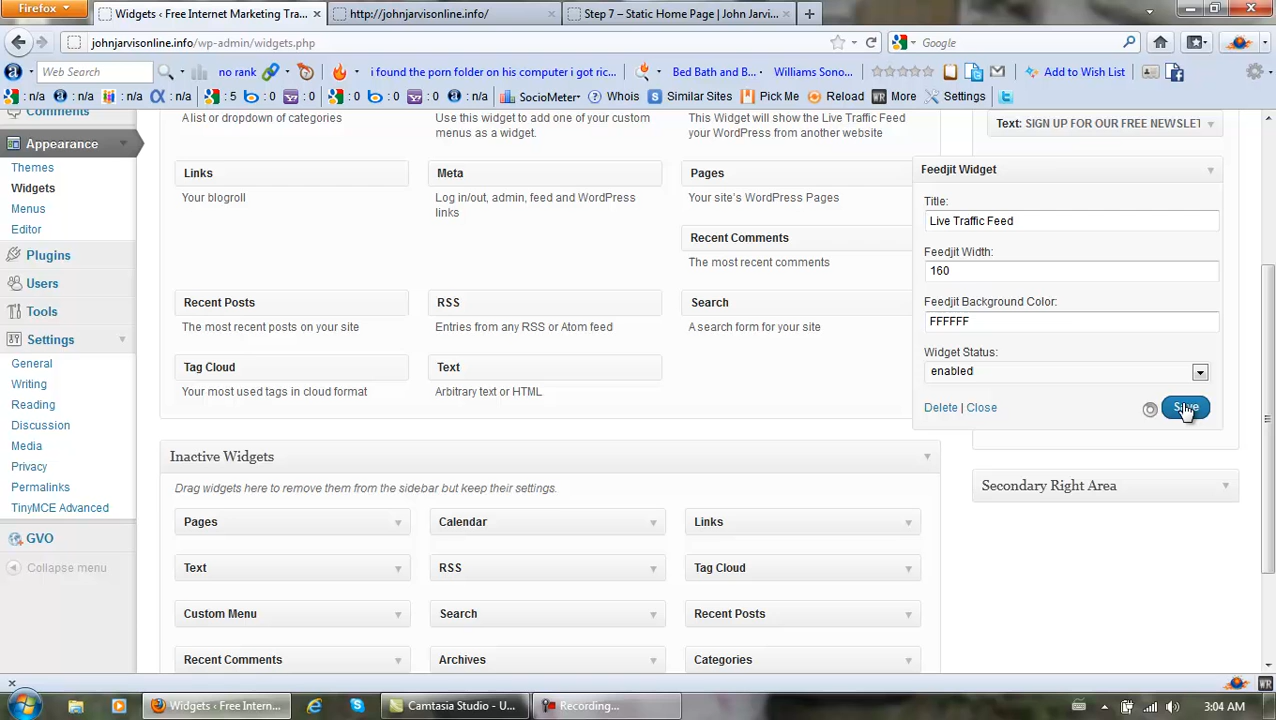 Firefox
Widgets ‹ Free Internet Marketing Tra...
http://johnjarvisonline.info/
Step 7 – Static Home Page | John Jarvi...
johnjarvisonline.info/wp-admin/widgets.php
Google
Web Search
no rank
i found the porn folder on his computer i got ric...
Bed Bath and B...
Williams Sono...
Add to Wish List
: n/a
: n/a
: n/a
: n/a
: 5
: 0
: 0
: 0
: 0
: 0
: n/a
SocioMeter
Whois
Similar Sites
Pick Me
Reload
More
Settings
Comments
Appearance
Themes
Widgets
Menus
Editor
Plugins
Users
Tools
Settings
General
Writing
Reading
Discussion
Media
Privacy
Permalinks
TinyMCE Advanced
GVO
Collapse menu
A list or dropdown of categories
Use this widget to add one of your custom
menus as a widget.
This Widget will show the Live Traffic Feed
your WordPress from another website
Links
Your blogroll
Meta
Log in/out, admin, feed and WordPress
links
Pages
Your site's WordPress Pages
Recent Comments
The most recent comments
Recent Posts
The most recent posts on your site
RSS
Entries from any RSS or Atom feed
Search
A search form for your site
Tag Cloud
Your most used tags in cloud format
Text
Arbitrary text or HTML
Inactive Widgets
Drag widgets here to remove them from the sidebar but keep their settings.
Pages
Calendar
Links
Text
RSS
Tag Cloud
Custom Menu
Search
Recent Posts
Recent Comments
Archives
Categories
Text: SIGN UP FOR OUR FREE NEWSLET
Feedjit Widget
Title:
Live Traffic Feed
Feedjit Width:
160
Feedjit Background Color:
FFFFFF
Widget Status:
enabled
Delete | Close
Save
Secondary Right Area
WR
Widgets ‹ Free Intern...
Camtasia Studio - U...
Recording...
3:04 AM